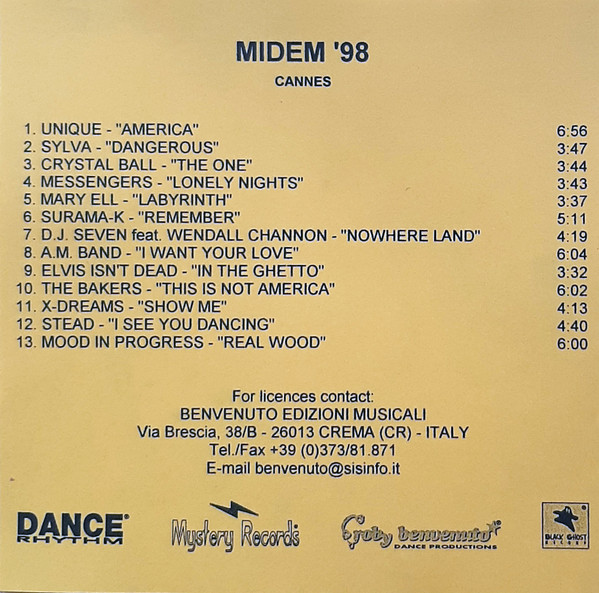 MIDEM '98
CANNES
1. UNIQUE - "AMERICA" 6:56
2. SYLVA - "DANGEROUS" 3:47
3. CRYSTAL BALL - "THE ONE" 3:44
4. MESSENGERS - "LONELY NIGHTS" 3:43
5. MARY ELL - "LABYRINTH" 3:37
6. SURAMA-K - "REMEMBER" 5:11
7. D.J. SEVEN feat. WENDALL CHANNON - "NOWHERE LAND" 4:19
8. A.M. BAND - "I WANT YOUR LOVE" 6:04
9. ELVIS ISN'T DEAD - "IN THE GHETTO" 3:32
10. THE BAKERS - "THIS IS NOT AMERICA" 6:02
11. X-DREAMS - "SHOW ME" 4:13
12. STEAD - "I SEE YOU DANCING" 4:40
13. MOOD IN PROGRESS - "REAL WOOD" 6:00
For licences contact:
BENVENUTO EDIZIONI MUSICALI
Via Brescia, 38/B - 26013 CREMA (CR) - ITALY
Tel./Fax +39 (0)373/81.871
E-mail benvenuto@sisinfo.it
DANCE®
RHYTHM
Mystery Records
Groby benvenuto
DANCE PRODUCTIONS
BLACK GHOST
RECORD